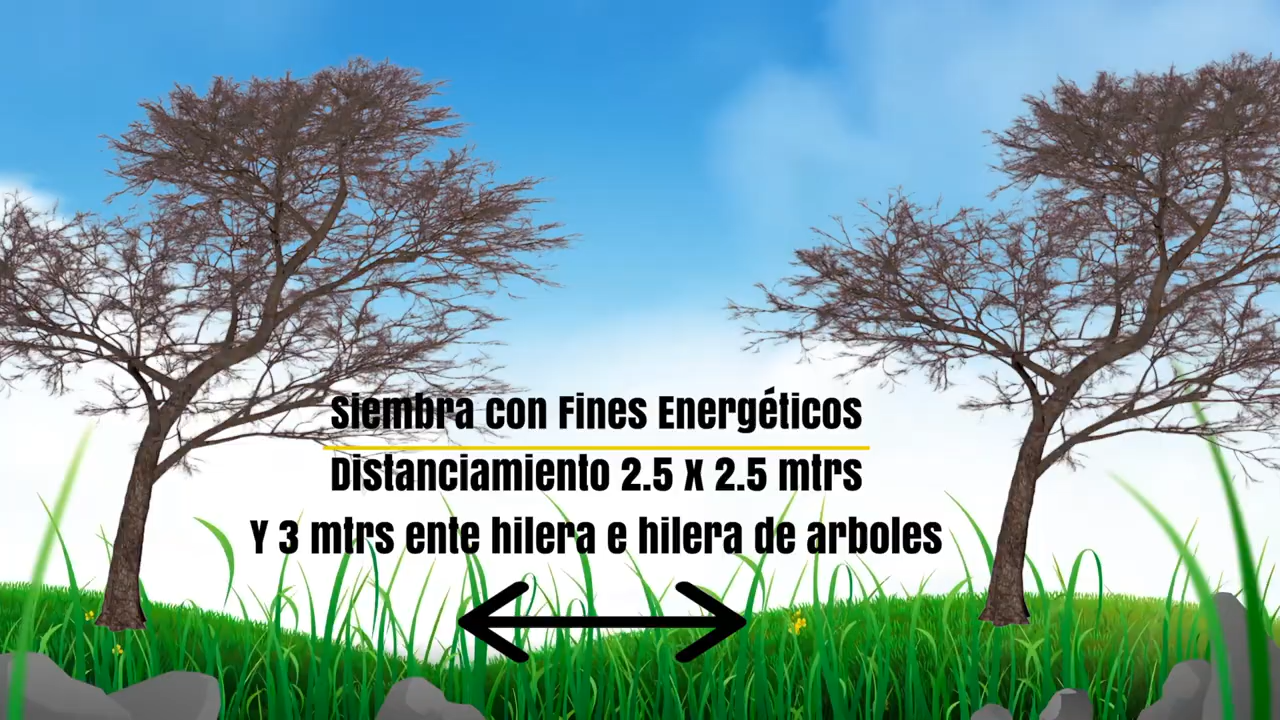 Siembra con Fines Energéticos
Distanciamiento 2.5 X 2.5 mtrs
Y 3 mtrs ente hilera e hilera de arboles